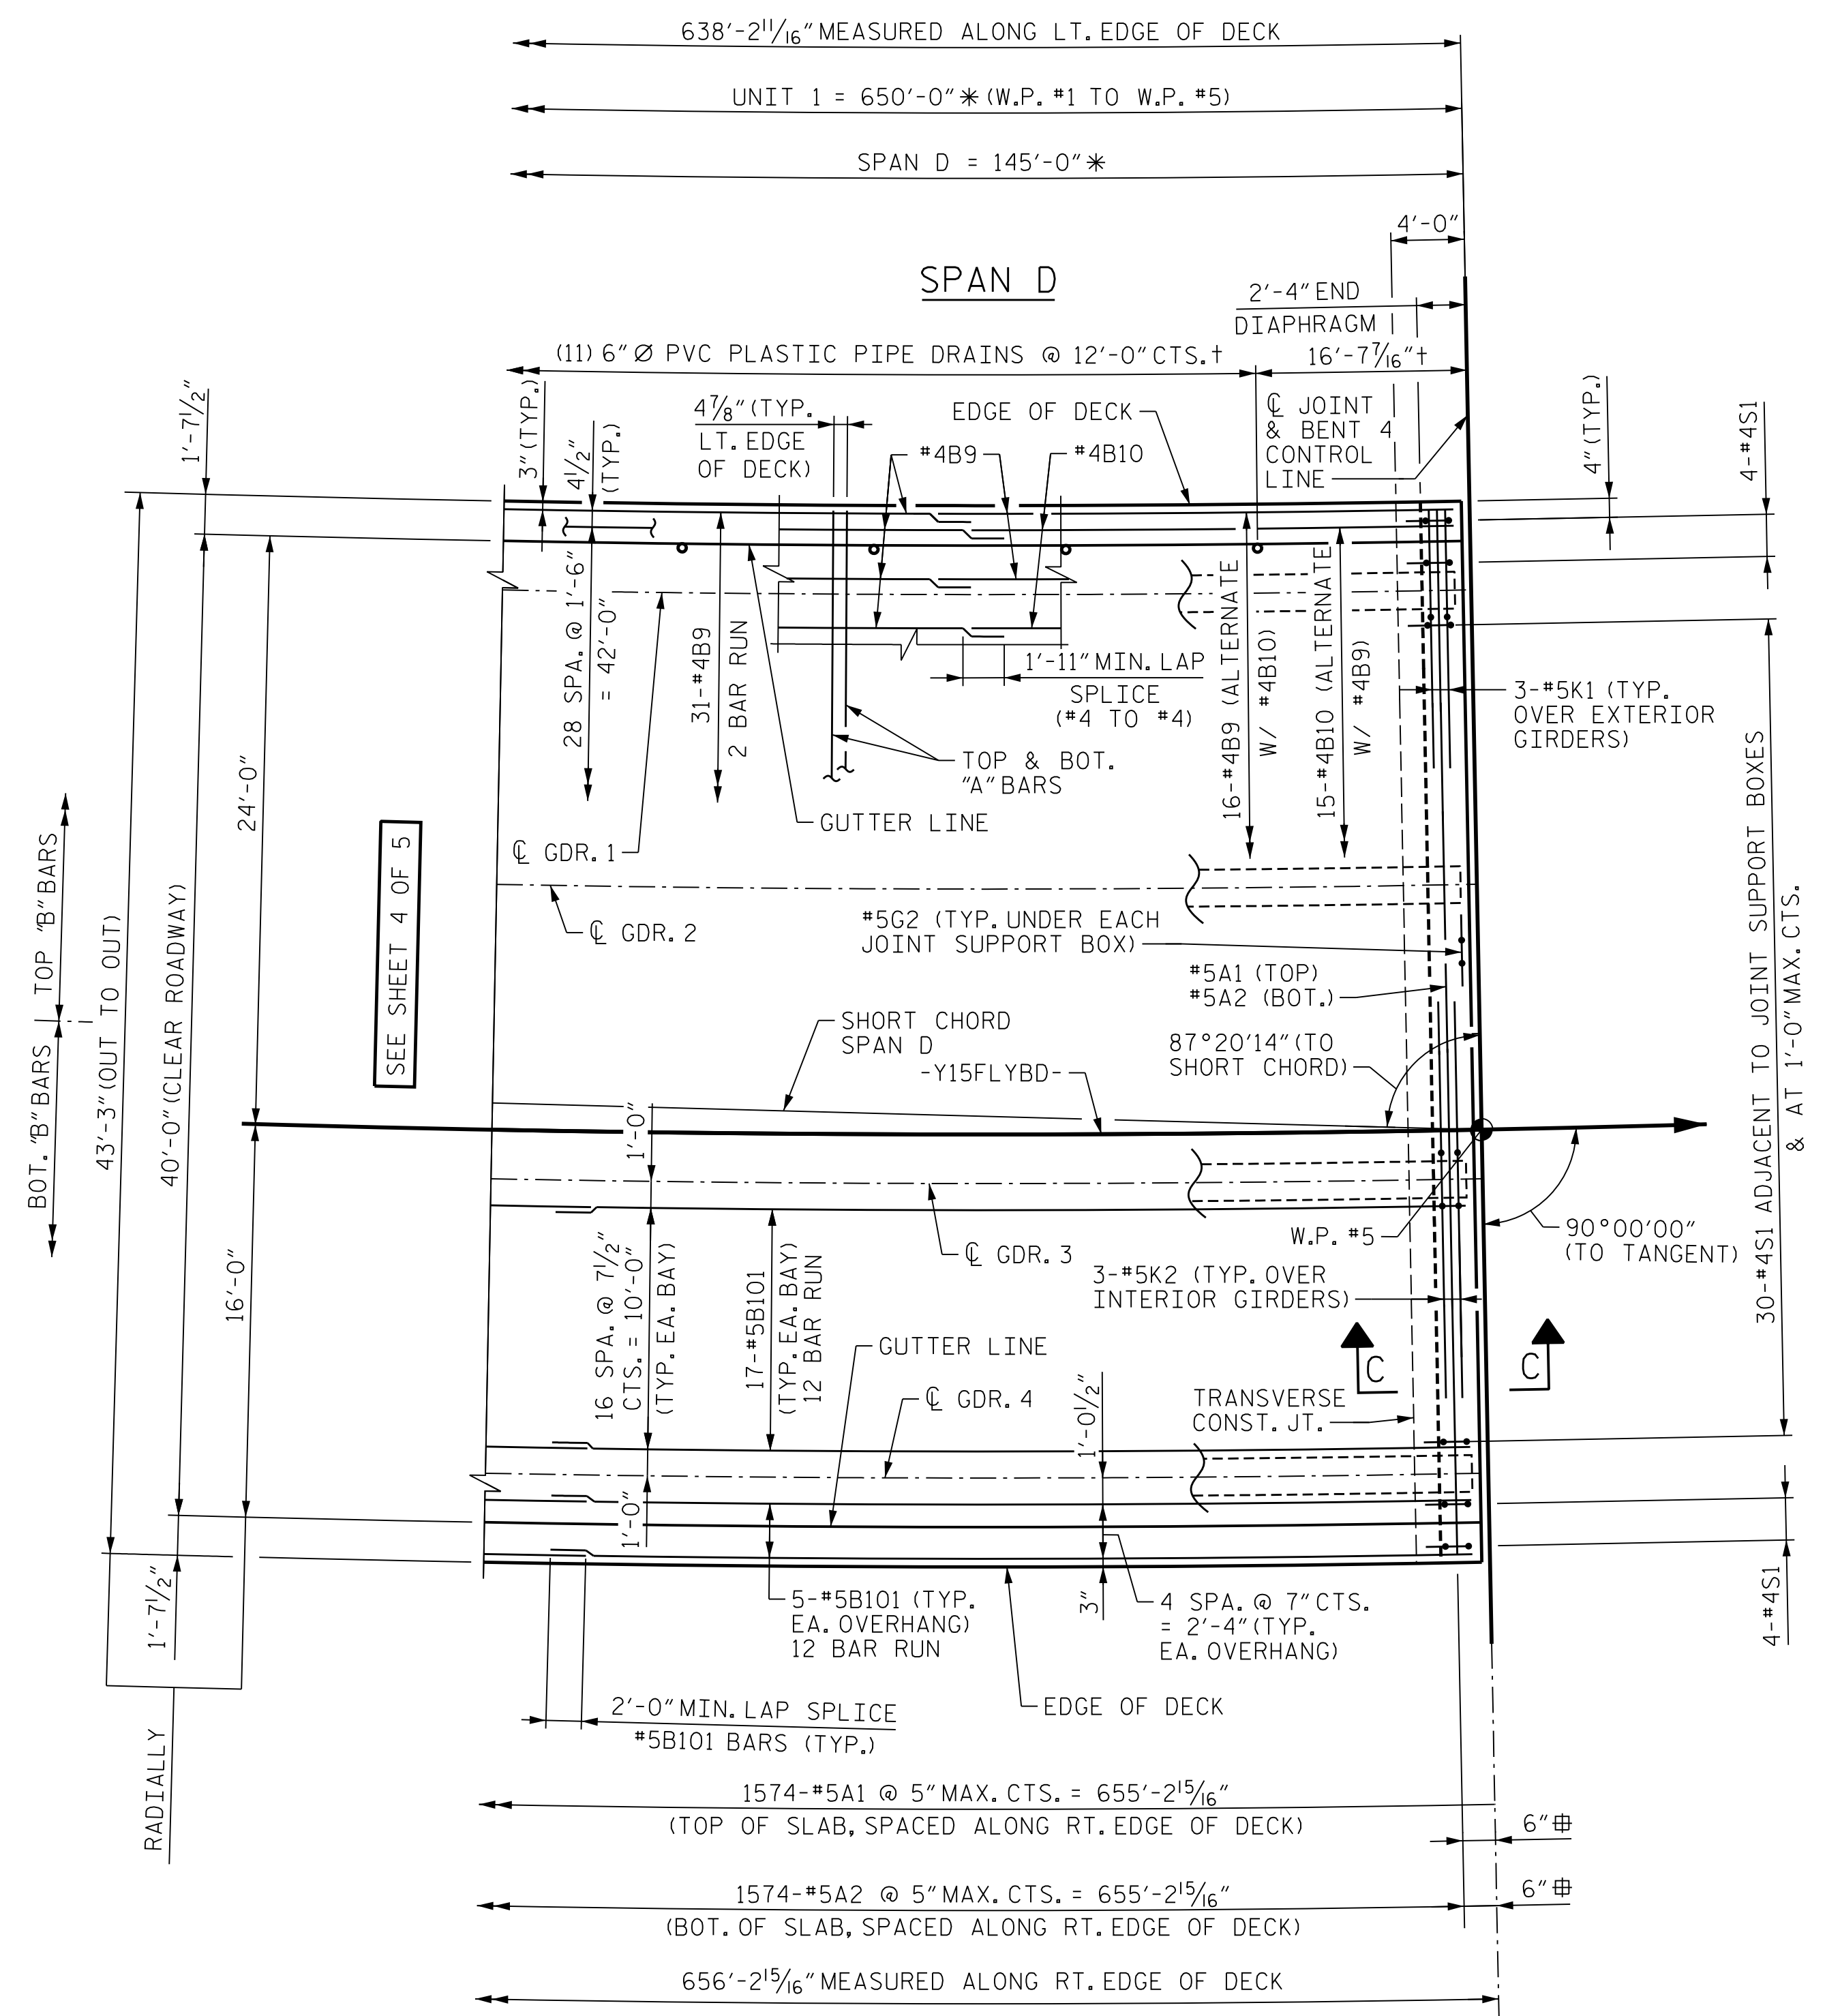 638'-2 11/16" MEASURED ALONG LT. EDGE OF DECK
UNIT 1 = 650'-0"✳ (W.P. #1 TO W.P. #5)
SPAN D = 145'-0"✳
4'-0"
SPAN D
2'-4" END
DIAPHRAGM
(11) 6" Ø PVC PLASTIC PIPE DRAINS @ 12'-0" CTS.†
16'-7 7/16"†
1'-7 1/2"
3" (TYP.)
4 1/2"
(TYP.)
4 7/8" (TYP.
LT. EDGE
OF DECK)
EDGE OF DECK
#4B9
#4B10
℄ JOINT
& BENT 4
CONTROL
LINE
4" (TYP.)
4-#4S1
28 SPA. @ 1'-6"
= 42'-0"
31-#4B9
2 BAR RUN
1'-11" MIN. LAP
SPLICE
(#4 TO #4)
16-#4B9 (ALTERNATE
W/ #4B10)
15-#4B10 (ALTERNATE
W/ #4B9)
3-#5K1 (TYP.
OVER EXTERIOR
GIRDERS)
TOP & BOT.
"A" BARS
GUTTER LINE
℄ GDR. 1
24'-0"
SEE SHEET 4 OF 5
TOP "B" BARS
BOT. "B" BARS
43'-3" (OUT TO OUT)
40'-0" (CLEAR ROADWAY)
℄ GDR. 2
#5G2 (TYP. UNDER EACH
JOINT SUPPORT BOX)
#5A1 (TOP)
#5A2 (BOT.)
SHORT CHORD
SPAN D
-Y15FLYBD-
87°20'14" (TO
SHORT CHORD)
30-#4S1 ADJACENT TO JOINT SUPPORT BOXES
& AT 1'-0" MAX. CTS.
1'-0"
16'-0"
℄ GDR. 3
W.P. #5
90°00'00"
(TO TANGENT)
3-#5K2 (TYP. OVER
INTERIOR GIRDERS)
16 SPA. @ 7 1/2"
CTS. = 10'-0"
(TYP. EA. BAY)
17-#5B101
(TYP. EA. BAY)
12 BAR RUN
GUTTER LINE
℄ GDR. 4
1'-0 1/2"
TRANSVERSE
CONST. JT.
C
C
1'-0"
1'-7 1/2"
5-#5B101 (TYP.
EA. OVERHANG)
12 BAR RUN
3"
4 SPA. @ 7" CTS.
= 2'-4" (TYP.
EA. OVERHANG)
4-#4S1
EDGE OF DECK
2'-0" MIN. LAP SPLICE
#5B101 BARS (TYP.)
RADIALLY
1574-#5A1 @ 5" MAX. CTS. = 655'-2 15/16"
(TOP OF SLAB, SPACED ALONG RT. EDGE OF DECK)
6" ⌗
1574-#5A2 @ 5" MAX. CTS. = 655'-2 15/16"
(BOT. OF SLAB, SPACED ALONG RT. EDGE OF DECK)
6" ⌗
656'-2 15/16" MEASURED ALONG RT. EDGE OF DECK